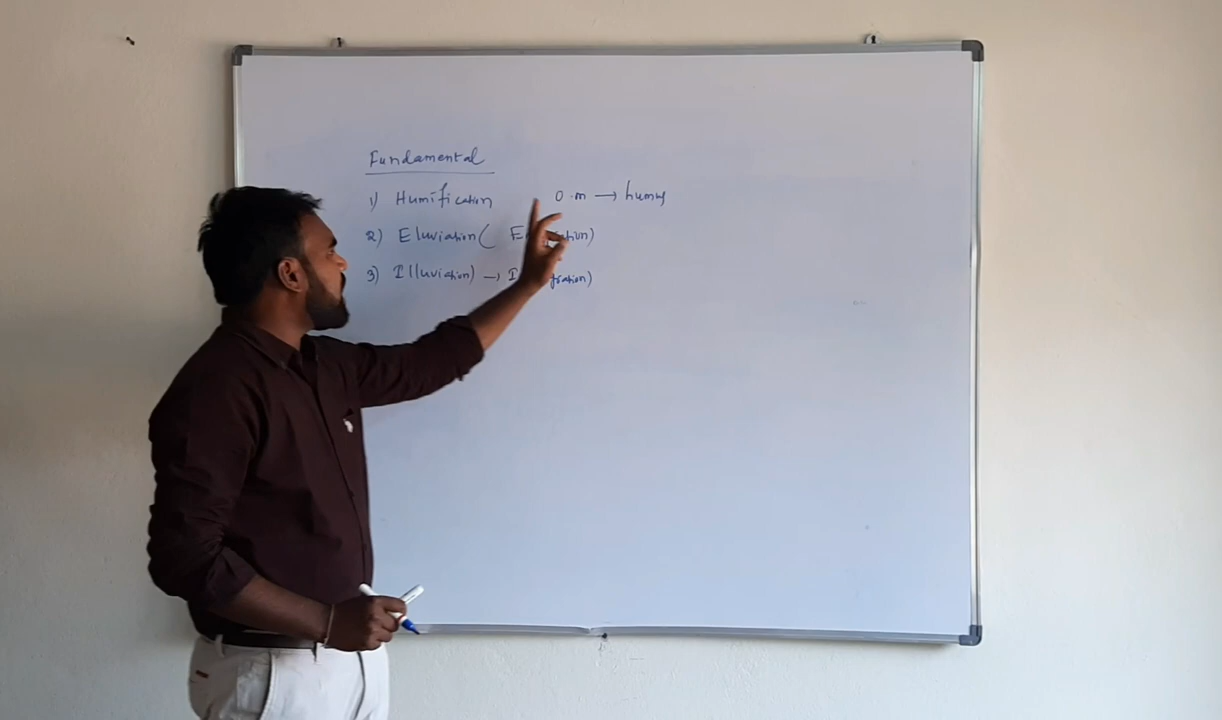 Fundamental
1) Humification O.m → humus
2) Eluviation(
3) Illuviation) →